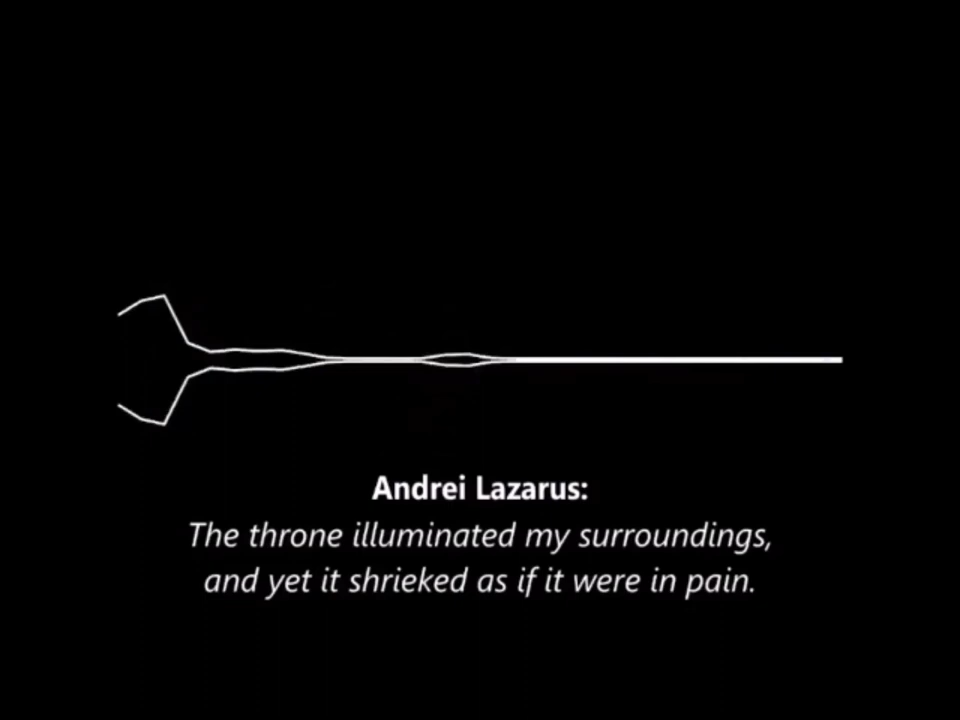 Andrei Lazarus:
The throne illuminated my surroundings,
and yet it shrieked as if it were in pain.